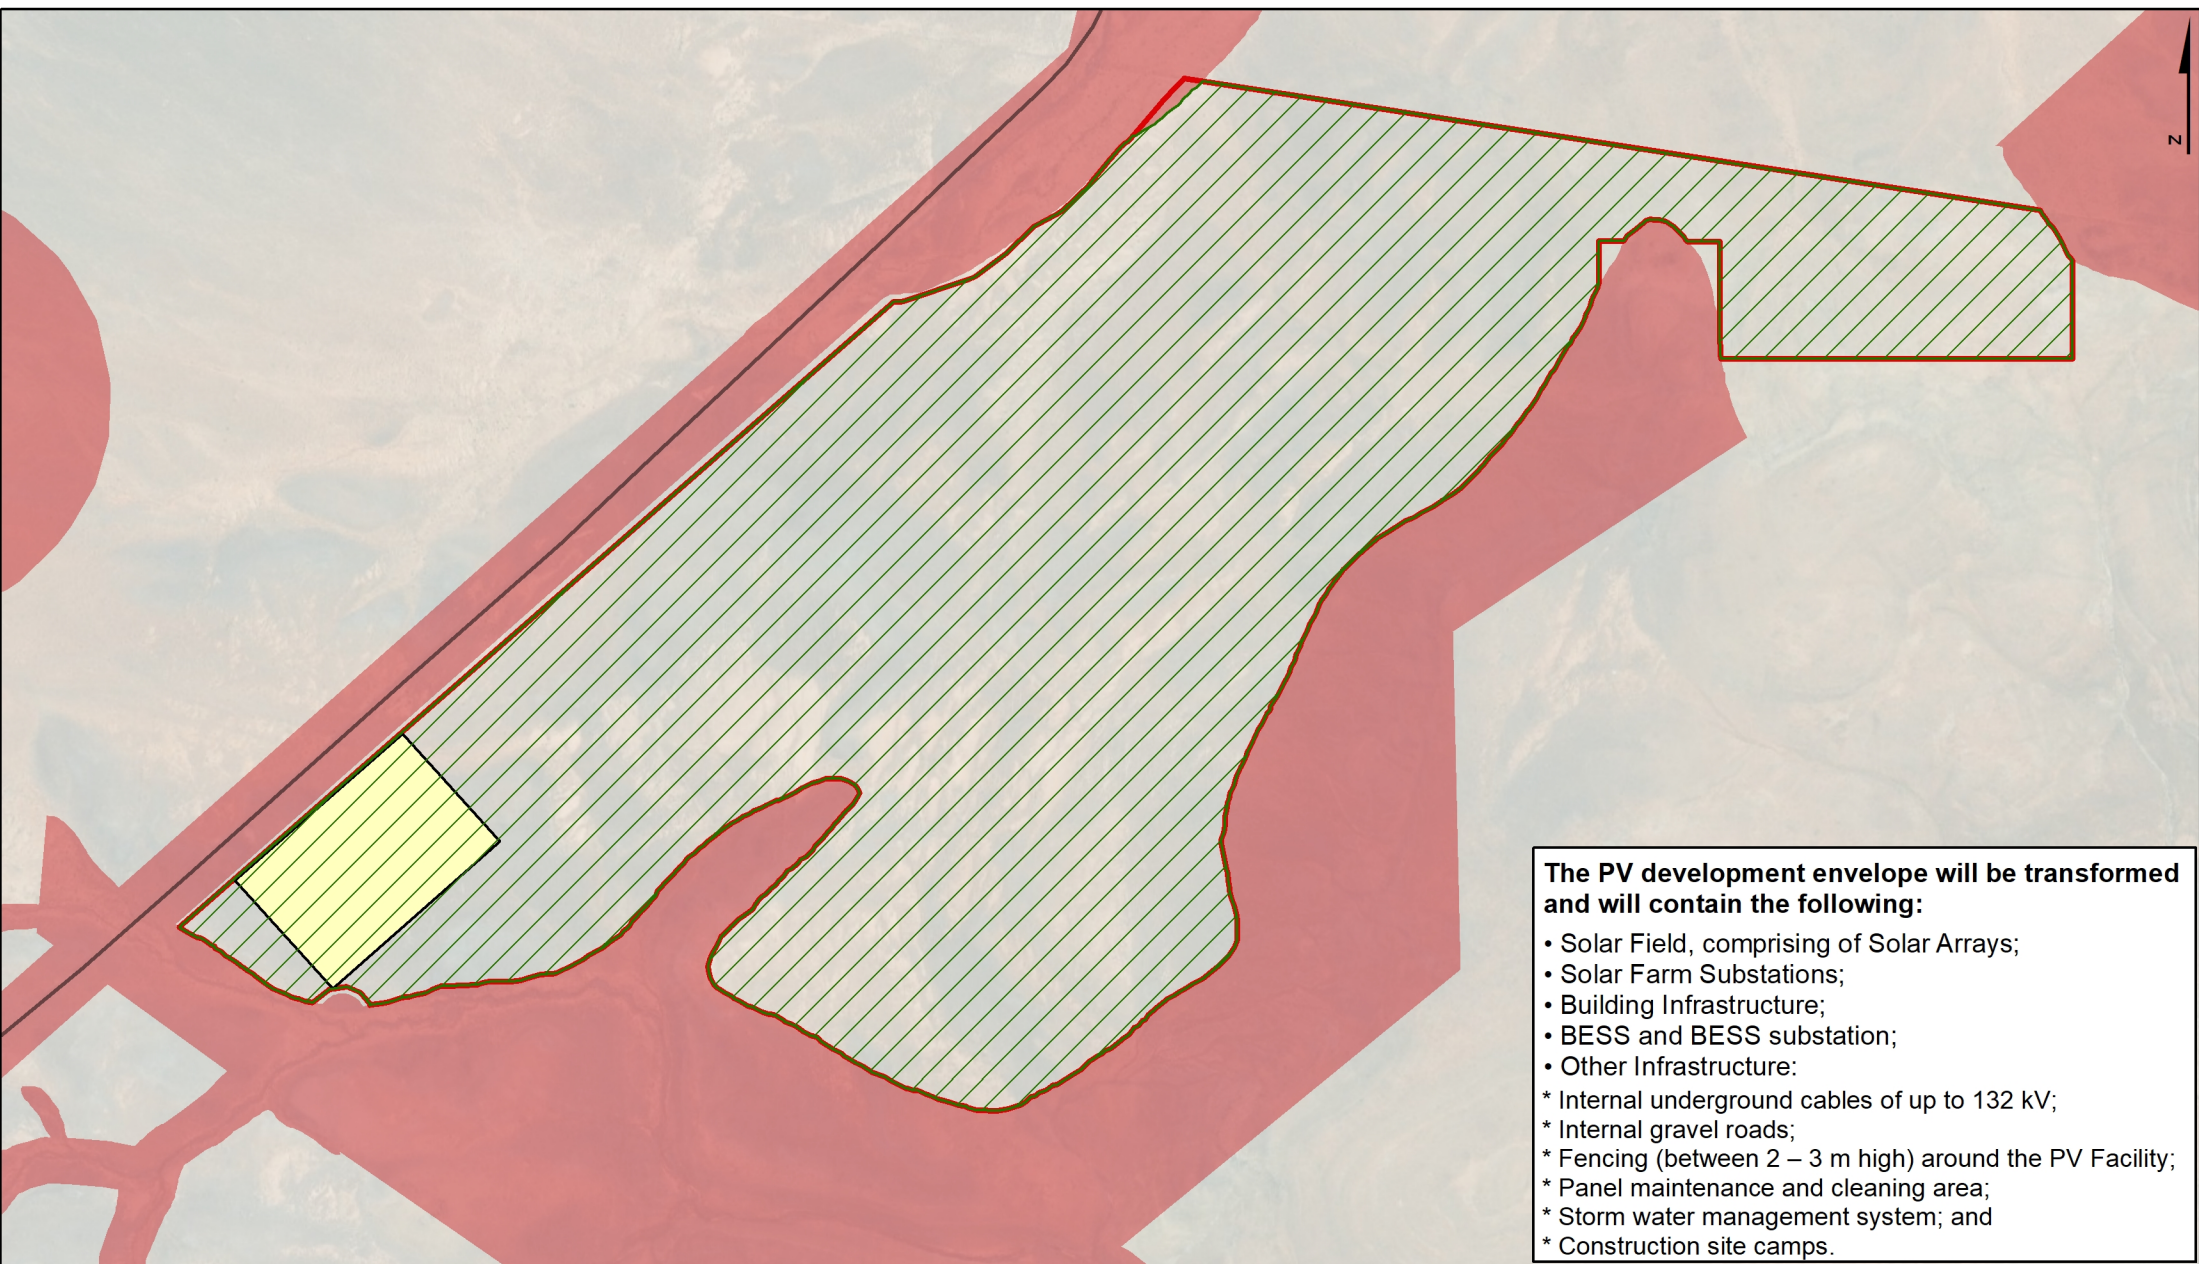 Z
The PV development envelope will be transformed
and will contain the following:
• Solar Field, comprising of Solar Arrays;
• Solar Farm Substations;
• Building Infrastructure;
• BESS and BESS substation;
• Other Infrastructure:
* Internal underground cables of up to 132 kV;
* Internal gravel roads;
* Fencing (between 2 – 3 m high) around the PV Facility;
* Panel maintenance and cleaning area;
* Storm water management system; and
* Construction site camps.